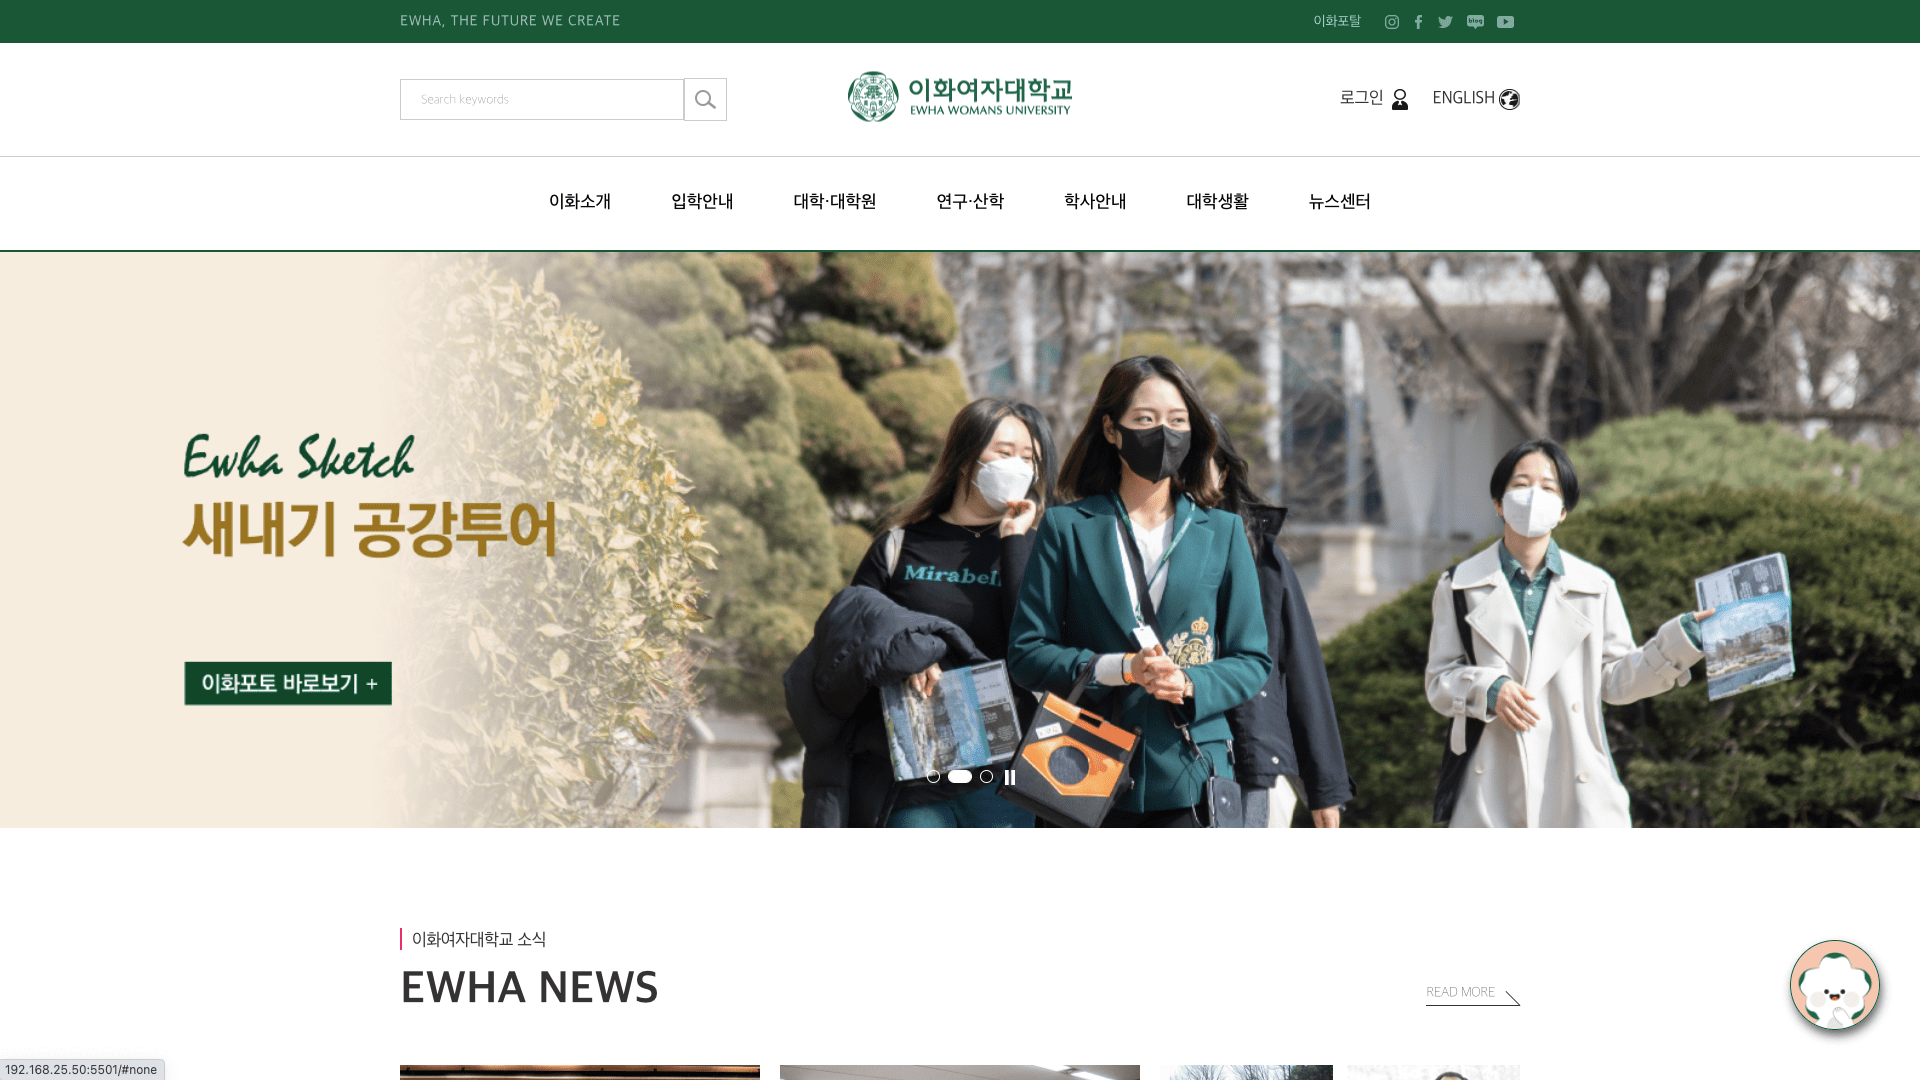 EWHA, THE FUTURE WE CREATE
이화포탈
blog
Search keywords
이화여자대학교
EWHA WOMANS UNIVERSITY
로그인
ENGLISH
이화소개
입학안내
대학·대학원
연구·산학
학사안내
대학생활
뉴스센터
Ewha Sketch
새내기 공강투어
Mirabell
이화포토 바로보기 +
이화여자대학교 소식
EWHA NEWS
READ MORE
192.168.25.50:5501/#none